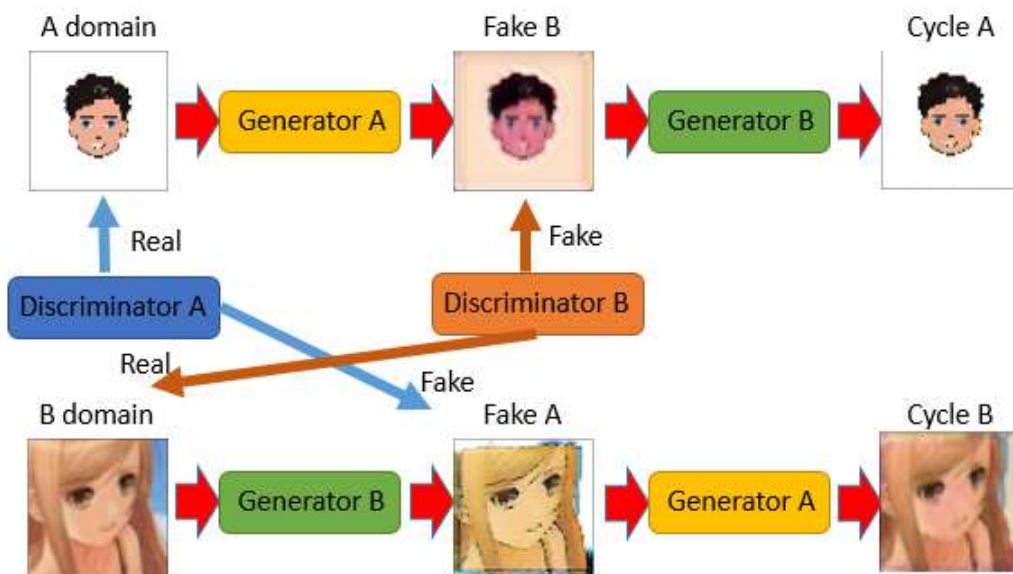 A domain
Fake B
Cycle A
Generator A
Generator B
Real
Fake
Discriminator A
Discriminator B
Real
Fake
B domain
Fake A
Cycle B
Generator B
Generator A